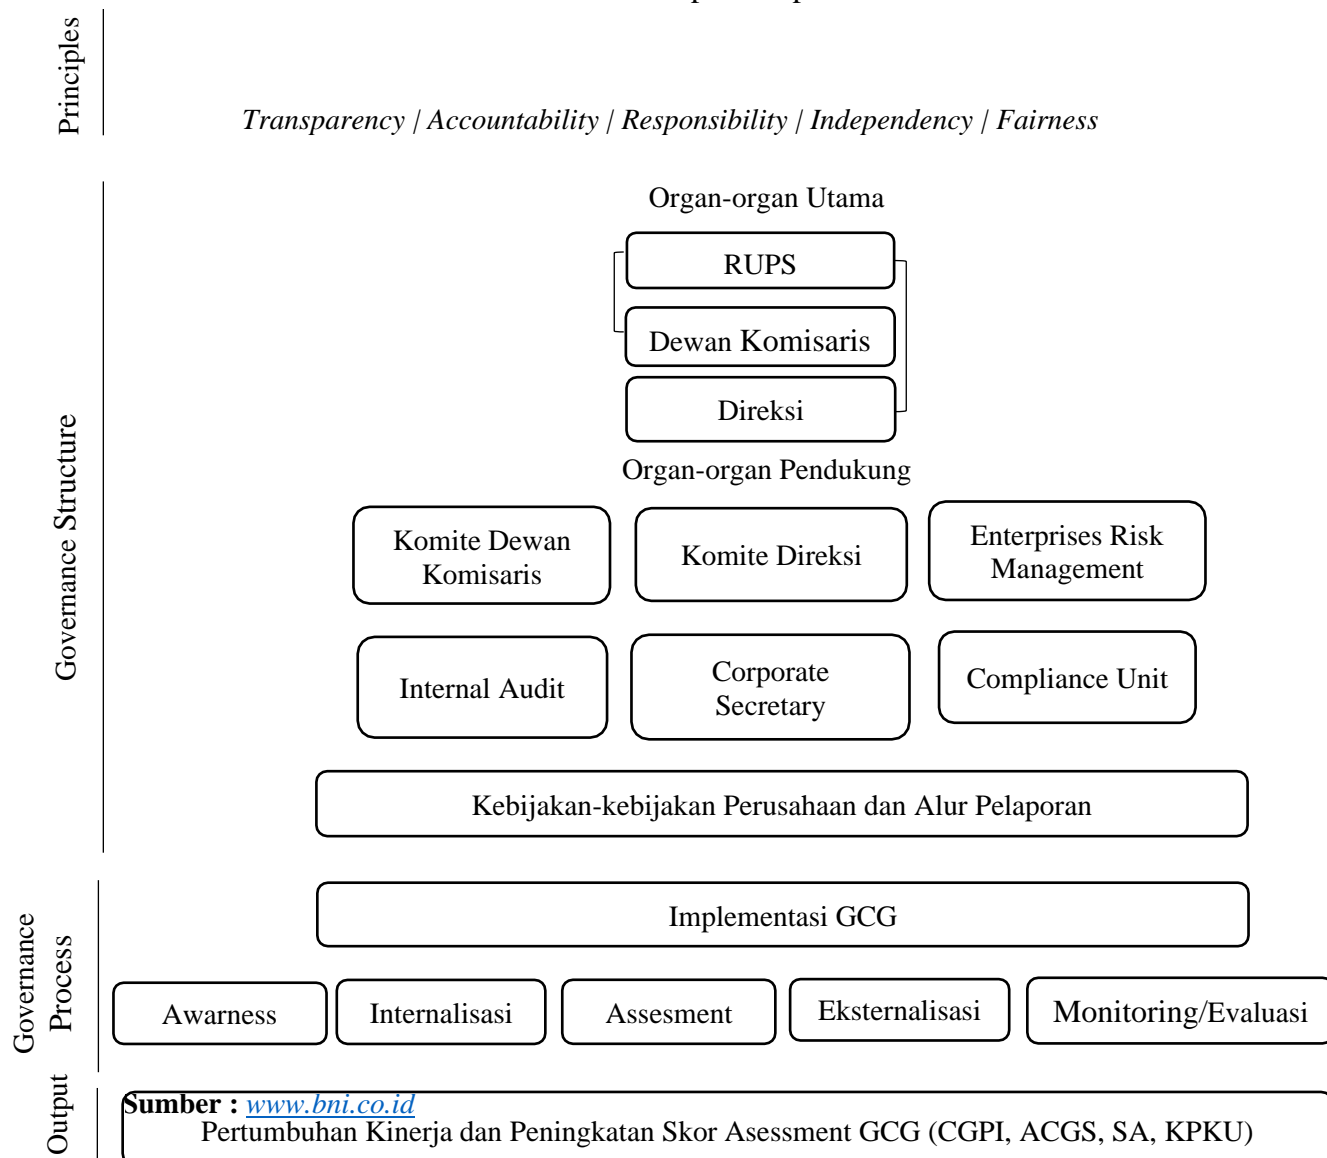 Principles
Transparency | Accountability | Responsibility | Independency | Fairness
Governance Structure
Organ-organ Utama
RUPS
Dewan Komisaris
Direksi
Organ-organ Pendukung
Komite Dewan
Komisaris
Komite Direksi
Enterprises Risk
Management
Internal Audit
Corporate
Secretary
Compliance Unit
Kebijakan-kebijakan Perusahaan dan Alur Pelaporan
Governance
Process
Implementasi GCG
Awarness
Internalisasi
Assesment
Eksternalisasi
Monitoring/Evaluasi
Output
Sumber : www.bni.co.id
Pertumbuhan Kinerja dan Peningkatan Skor Asessment GCG (CGPI, ACGS, SA, KPKU)